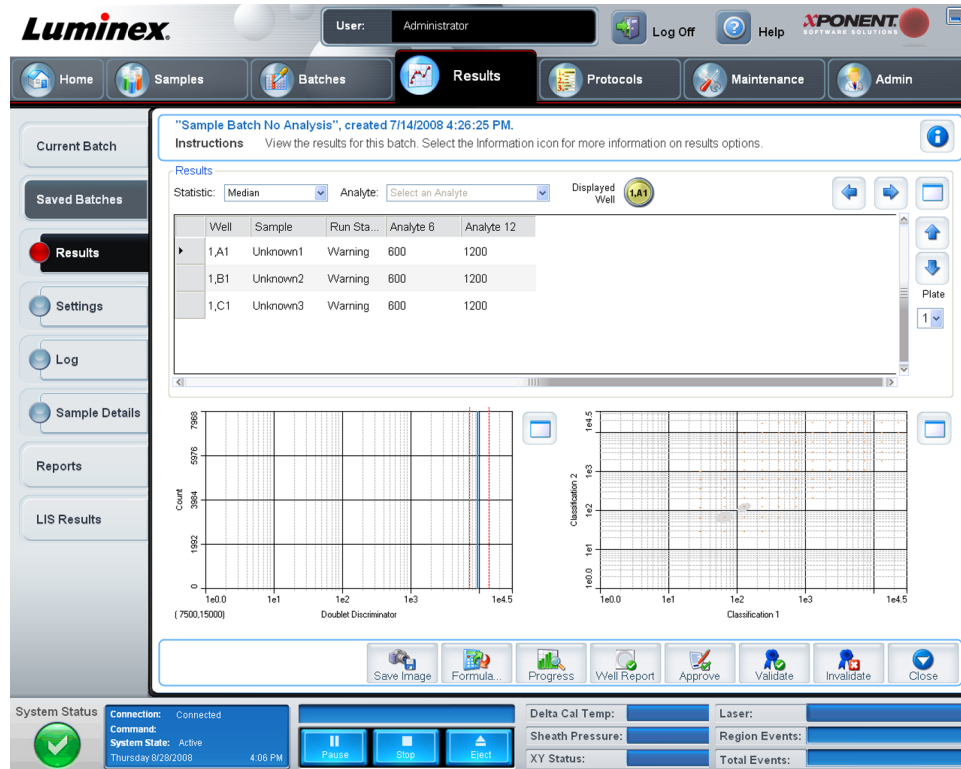 Luminex.
User: Administrator
Log Off
Help
XPONENT.
SOFTWARE SOLUTIONS
Home
Samples
Batches
Results
Protocols
Maintenance
Admin
Current Batch
Saved Batches
Results
Settings
Log
Sample Details
Reports
LIS Results
"Sample Batch No Analysis", created 7/14/2008 4:26:25 PM.
Instructions View the results for this batch. Select the Information icon for more information on results options.
Results
Statistic: Median Analyte: Select an Analyte Displayed Well 1,A1
Well Sample Run Sta... Analyte 6 Analyte 12
1,A1 Unknown1 Warning 600 1200
1,B1 Unknown2 Warning 600 1200
1,C1 Unknown3 Warning 600 1200
Plate
1
7968
5976
3984
1992
0
Count
1e0.0 1e1 1e2 1e3 1e4.5
(7500,15000) Doublet Discriminator
1e4.5
1e3
1e2
1e1
1e0.0
Classification 2
1e0.0 1e1 1e2 1e3 1e4.5
Classification 1
Save Image
Formula...
Progress
Well Report
Approve
Validate
Invalidate
Close
System Status
Connection: Connected
Command:
System State: Active
Thursday 8/28/2008 4:06 PM
Pause
Stop
Eject
Delta Cal Temp:
Sheath Pressure:
XY Status:
Laser:
Region Events:
Total Events: